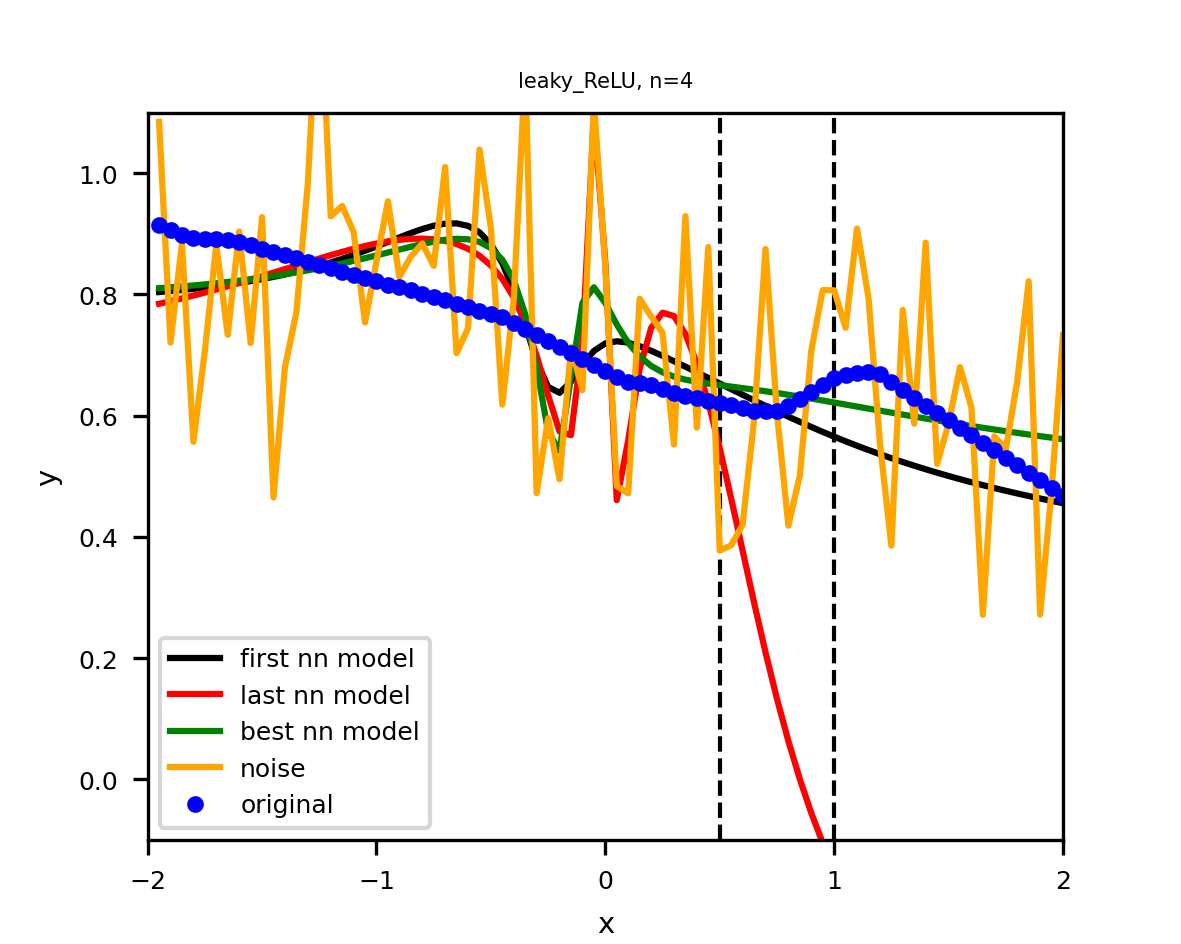 leaky_ReLU, n=4
1.0
0.8
0.6
0.4
0.2
0.0
y
first nn model
last nn model
best nn model
noise
original
−2
−1
0
1
2
x